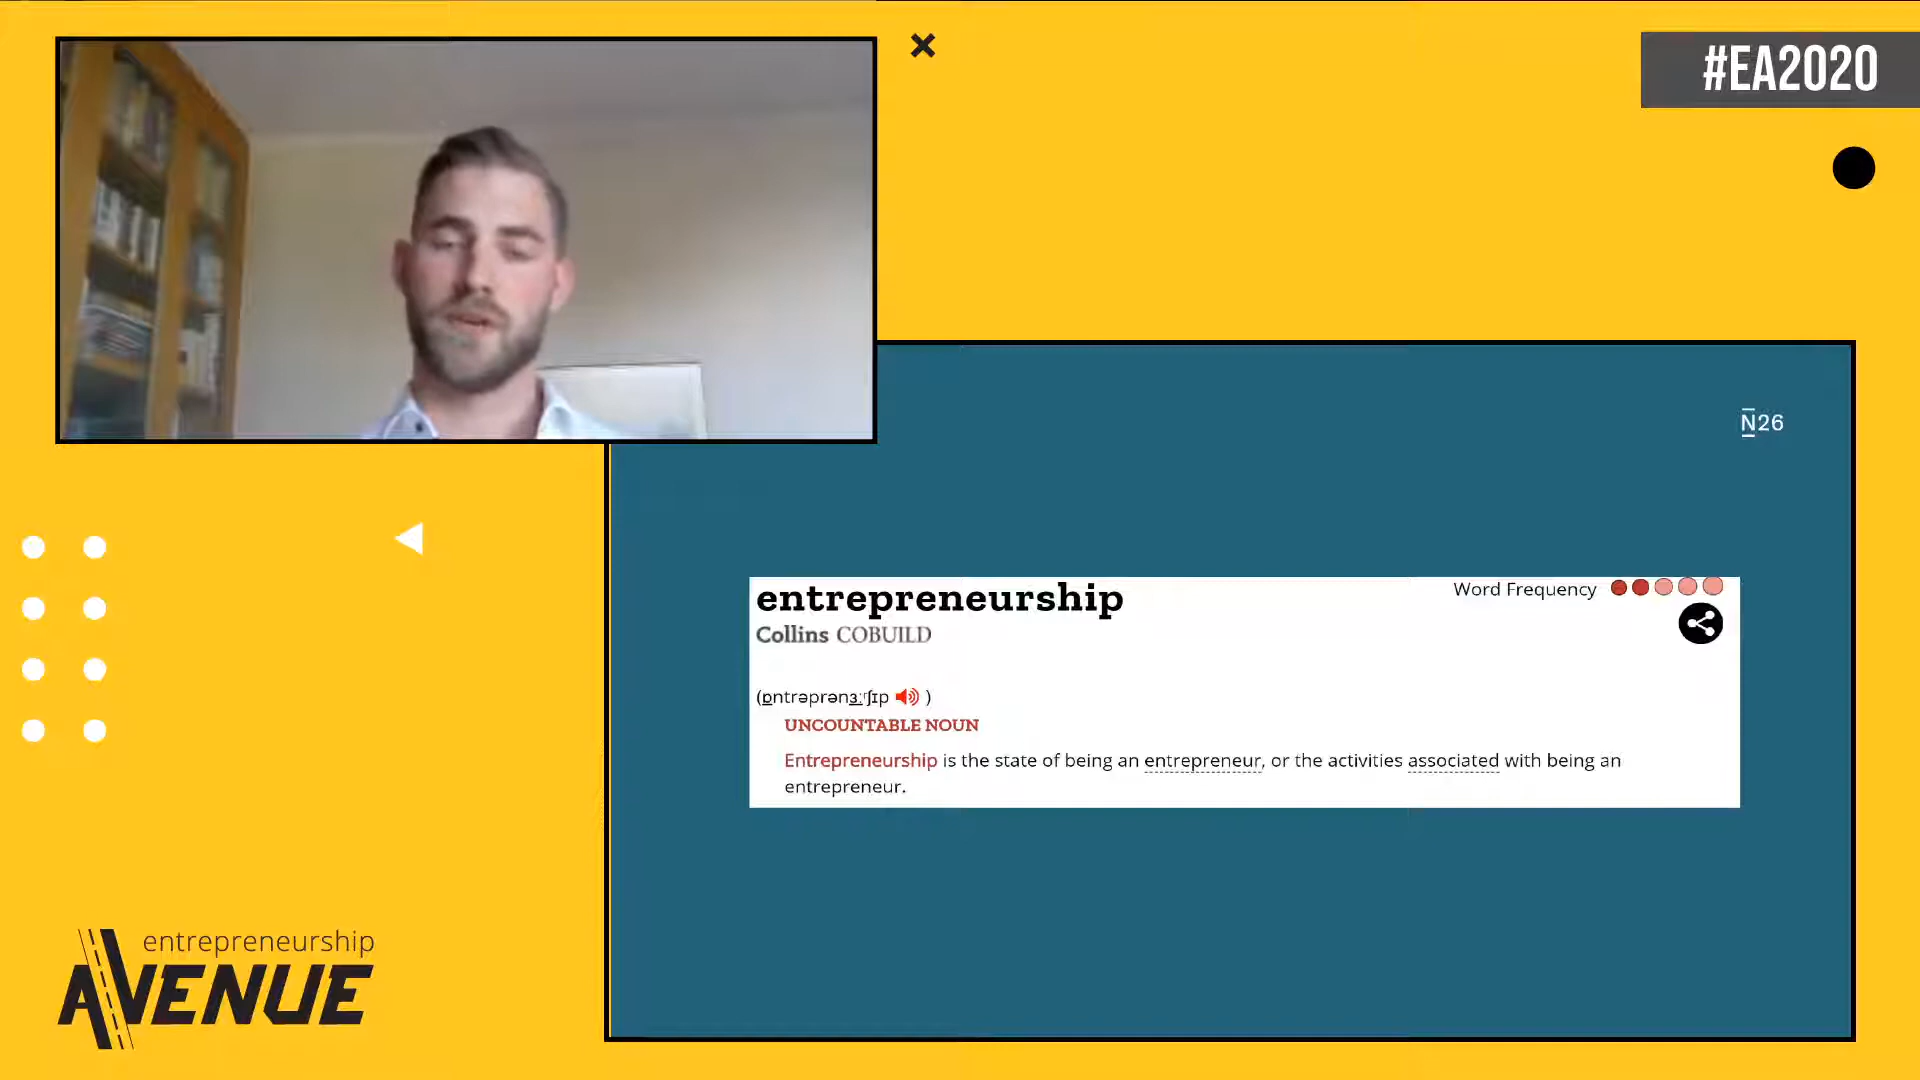 #EA2020
N26
entrepreneurship
Word Frequency
Collins COBUILD
(ɒntrəprənɜːʳʃɪp )
UNCOUNTABLE NOUN
Entrepreneurship is the state of being an entrepreneur, or the activities associated with being an
entrepreneur.
entrepreneurship
AVENUE